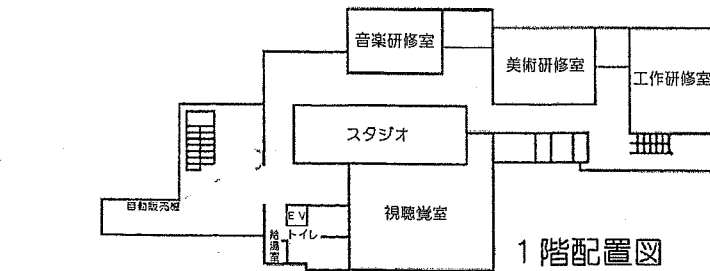 音楽研修室
美術研修室
工作研修室
スタジオ
自動販売機
EV
トイレ
給湯室
視聴覚室
1階配置図